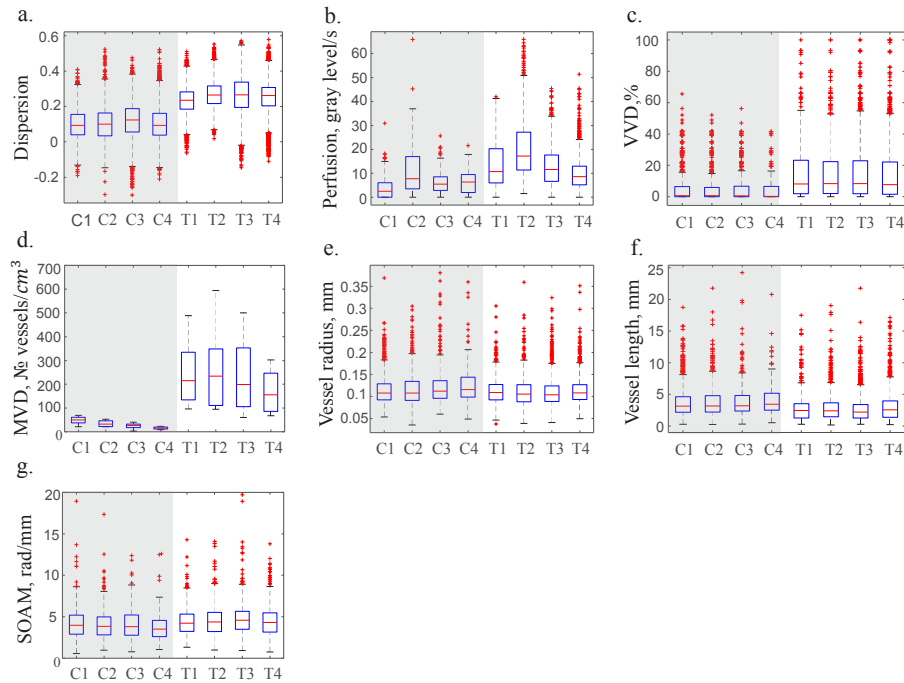 a.
Dispersion
0.6
0.4
0.2
0
-0.2
C1 C2 C3 C4 T1 T2 T3 T4
b.
Perfusion, gray level/s
60
50
40
30
20
10
0
C1 C2 C3 C4 T1 T2 T3 T4
c.
VVD,%
100
80
60
40
20
0
C1 C2 C3 C4 T1 T2 T3 T4
d.
MVD, № vessels/cm³
700
600
500
400
300
200
100
0
C1 C2 C3 C4 T1 T2 T3 T4
e.
Vessel radius, mm
0.35
0.3
0.25
0.2
0.15
0.1
0.05
C1 C2 C3 C4 T1 T2 T3 T4
f.
Vessel length, mm
25
20
15
10
5
0
C1 C2 C3 C4 T1 T2 T3 T4
g.
SOAM, rad/mm
20
15
10
5
0
C1 C2 C3 C4 T1 T2 T3 T4